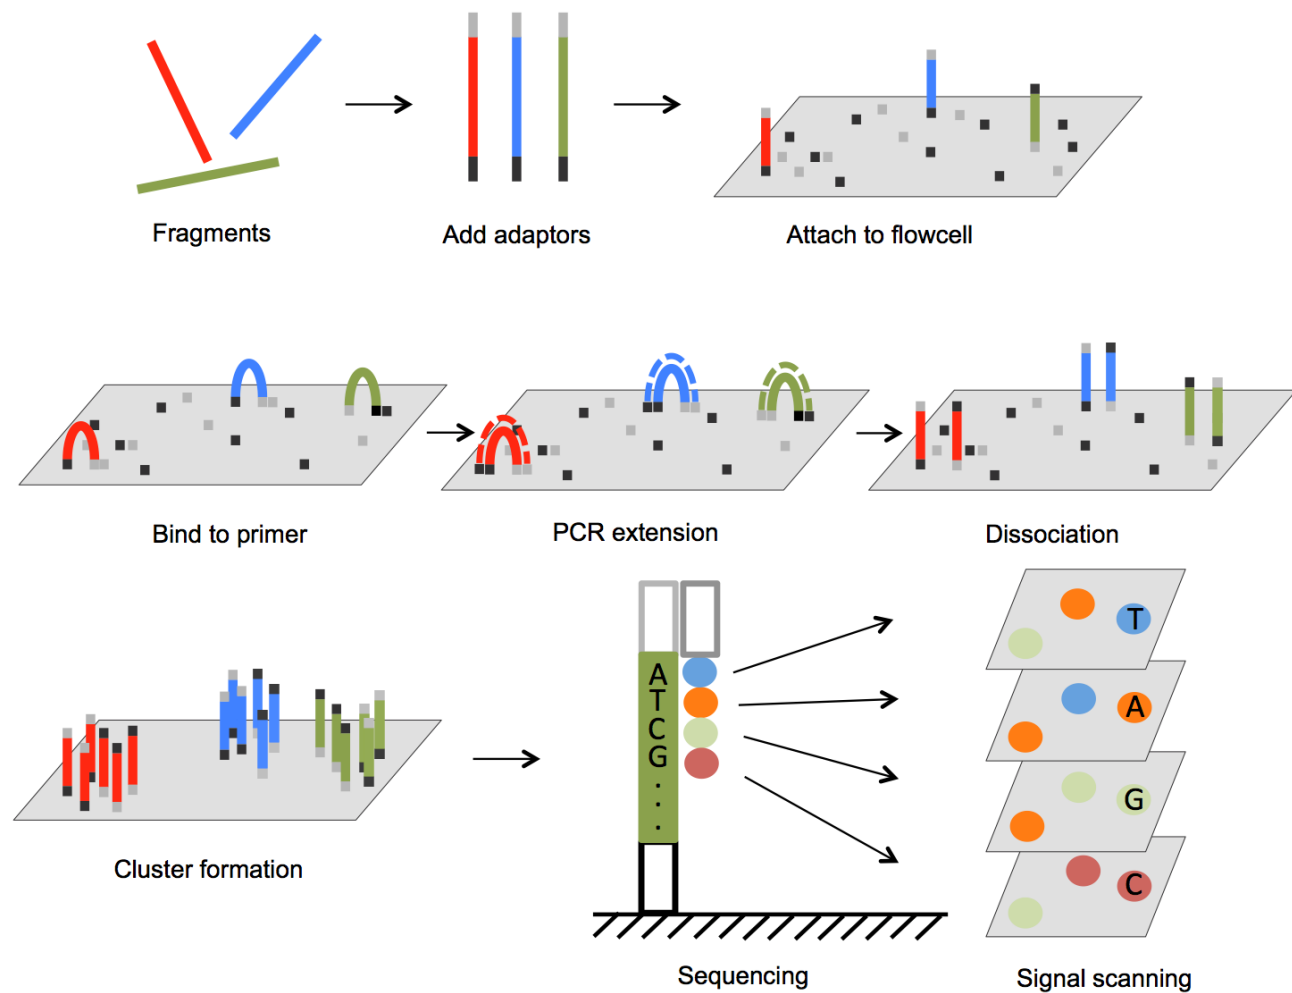 Fragments
Add adaptors
Attach to flowcell
Bind to primer
PCR extension
Dissociation
Cluster formation
A
T
C
G
.
.
.
Sequencing
T
A
G
C
Signal scanning